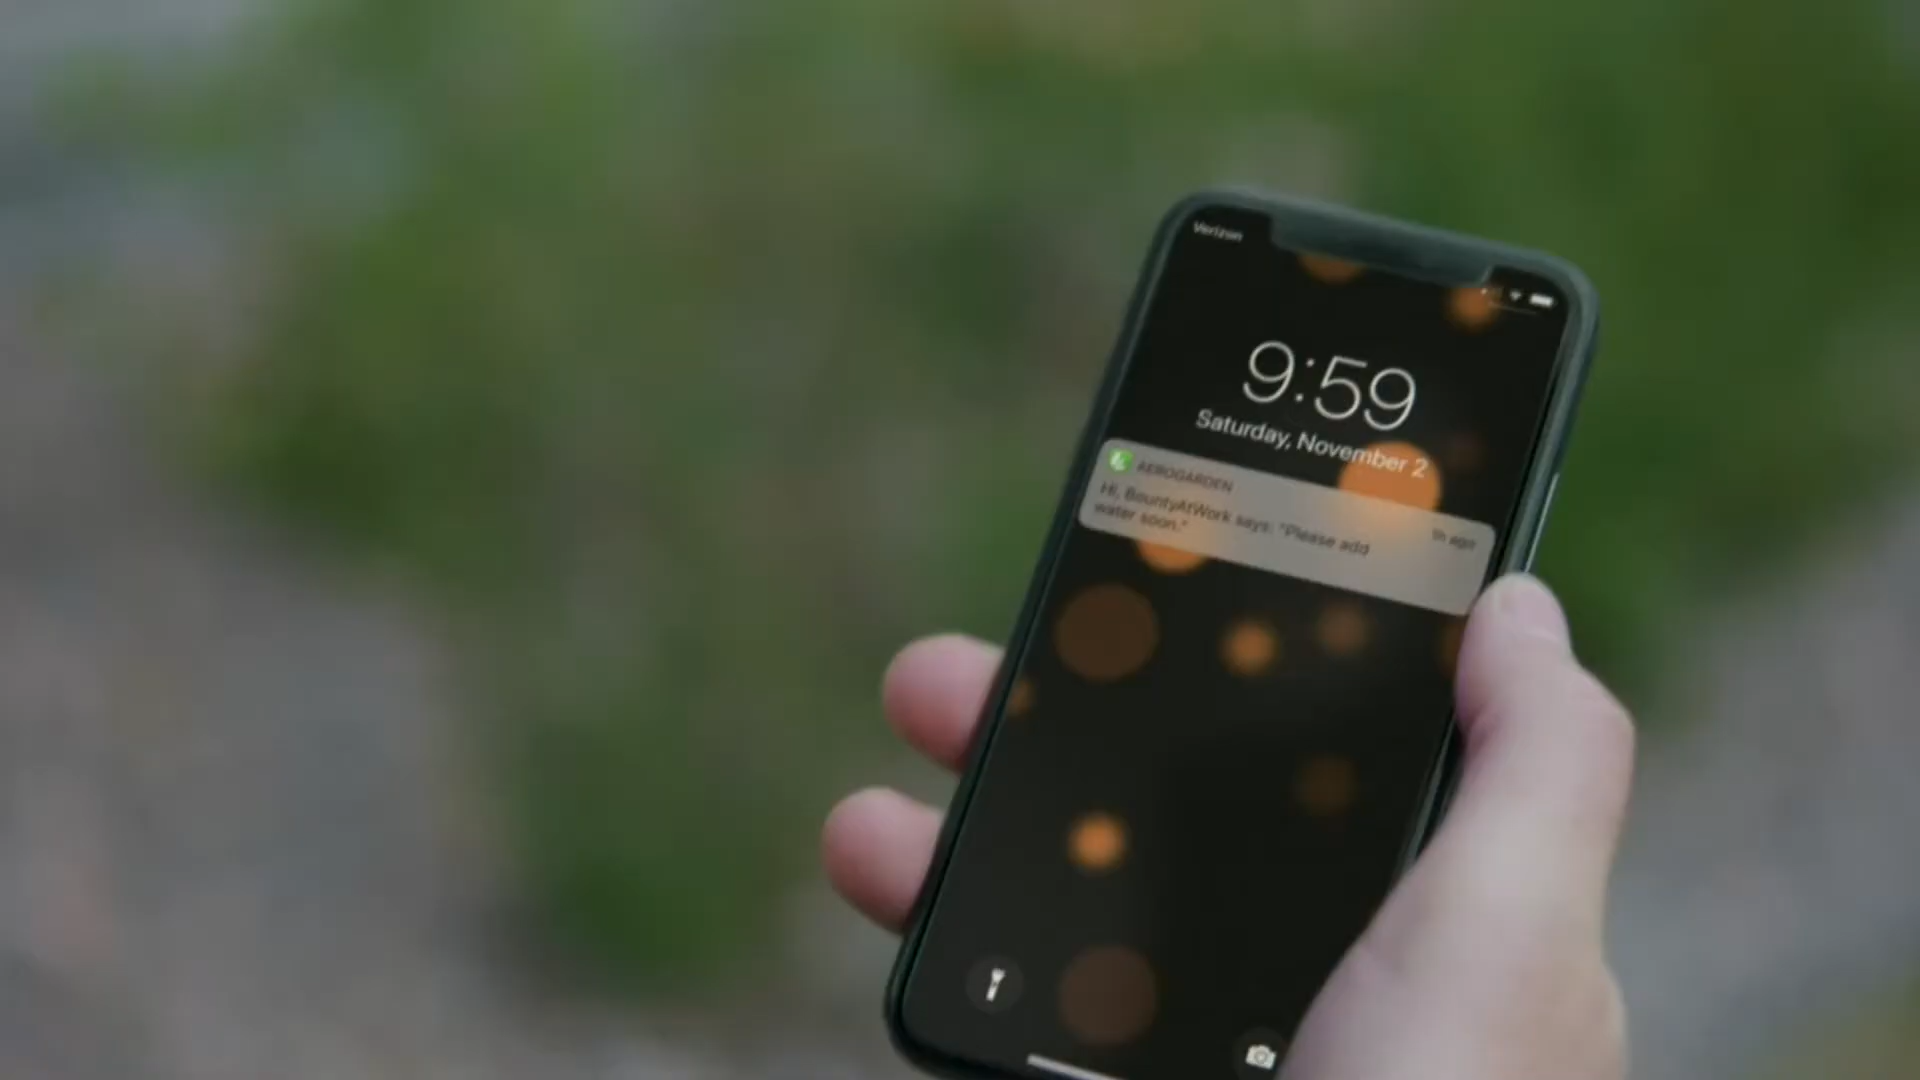 Verizon
9:59
Saturday, November 2
AEROGARDEN
1h ago
Hi, BountyAtWork says: "Please add
water soon."